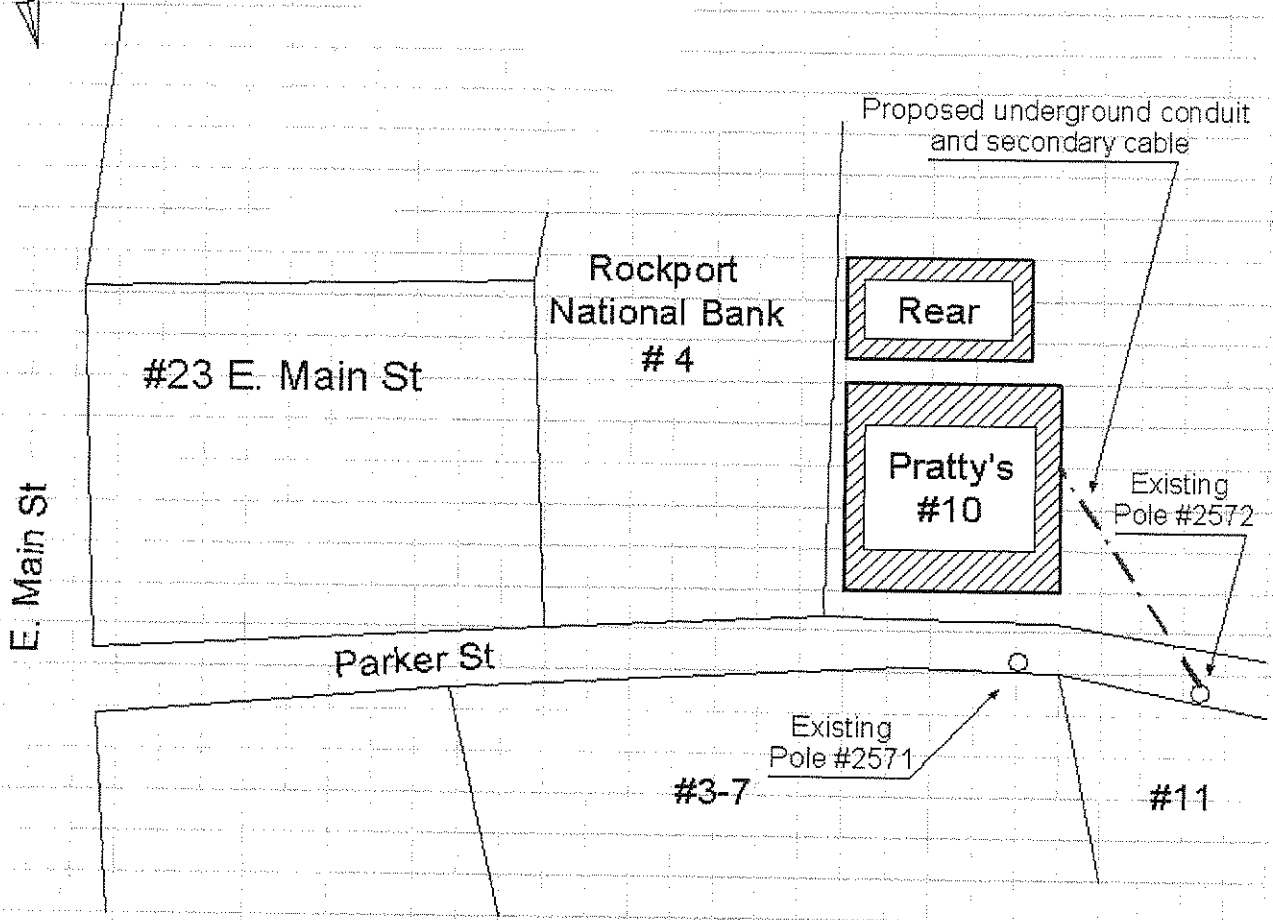 Proposed underground conduit
and secondary cable
Rockport
National Bank
# 4
Rear
#23 E. Main St
Pratty's
#10
Existing
Pole #2572
E. Main St
Parker St
Existing
Pole #2571
#3-7
#11